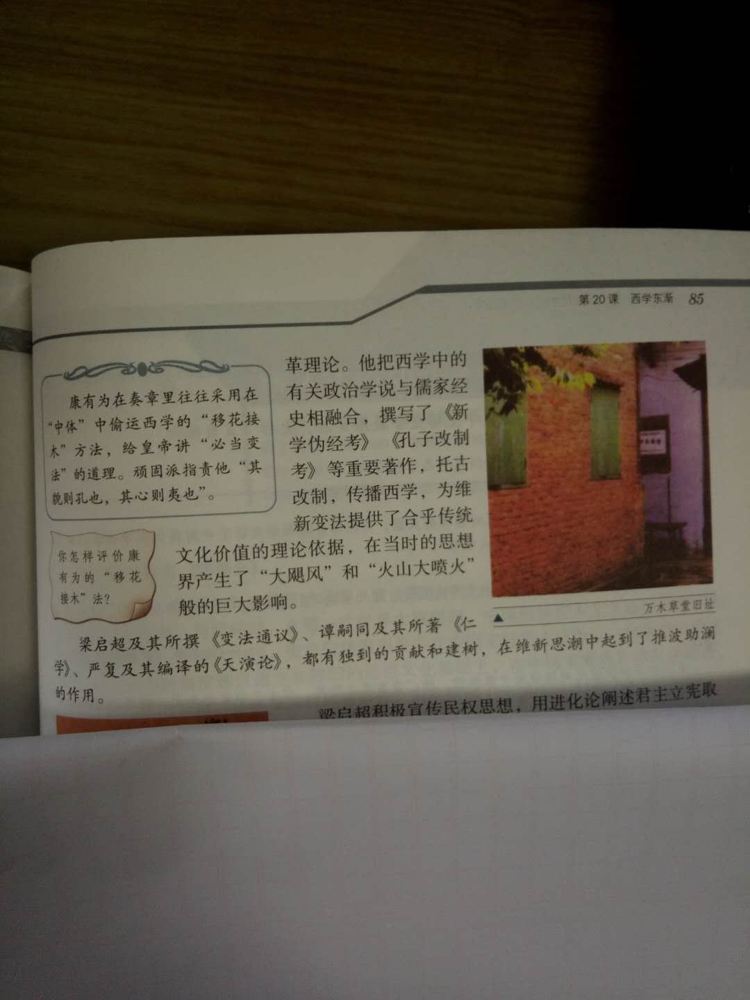 第20课 西学东渐 85
康有为在奏章里往往采用在
“中体”中偷运西学的“移花接
木”方法，给皇帝讲“必当变
法”的道理。顽固派指责他“其
貌则孔也，其心则夷也”。
你怎样评价康
有为的“移花
接木”法？
革理论。他把西学中的
有关政治学说与儒家经
史相融合，撰写了《新
学伪经考》《孔子改制
考》等重要著作，托古
改制，传播西学，为维
新变法提供了合乎传统
文化价值的理论依据，在当时的思想
界产生了“大飓风”和“火山大喷火”
般的巨大影响。
万木草堂旧址
梁启超及其所撰《变法通议》、谭嗣同及其所著《仁
学》、严复及其编译的《天演论》，都有独到的贡献和建树，在维新思潮中起到了推波助澜
的作用。
梁启超积极宣传民权思想，用进化论阐述君主立宪取